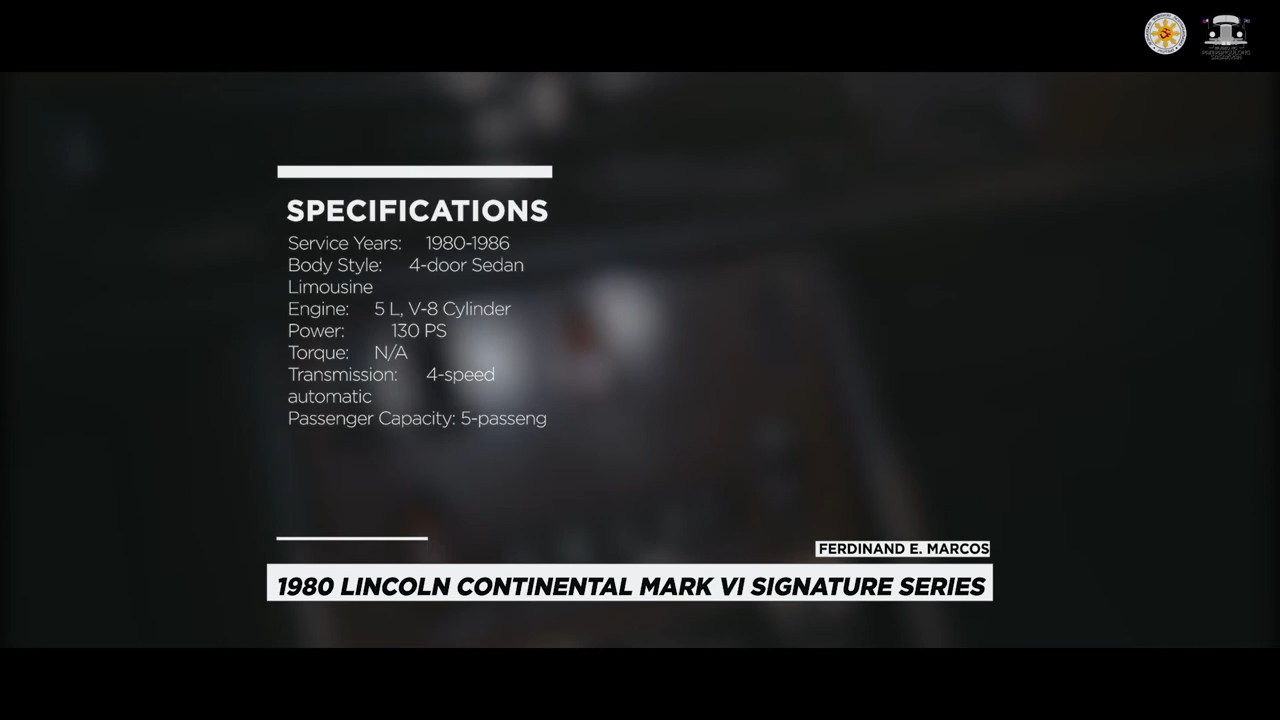 SPECIFICATIONS
Service Years: 1980-1986
Body Style: 4-door Sedan
Limousine
Engine: 5 L, V-8 Cylinder
Power: 130 PS
Torque: N/A
Transmission: 4-speed
automatic
Passenger Capacity: 5-passeng
FERDINAND E. MARCOS
1980 LINCOLN CONTINENTAL MARK VI SIGNATURE SERIES